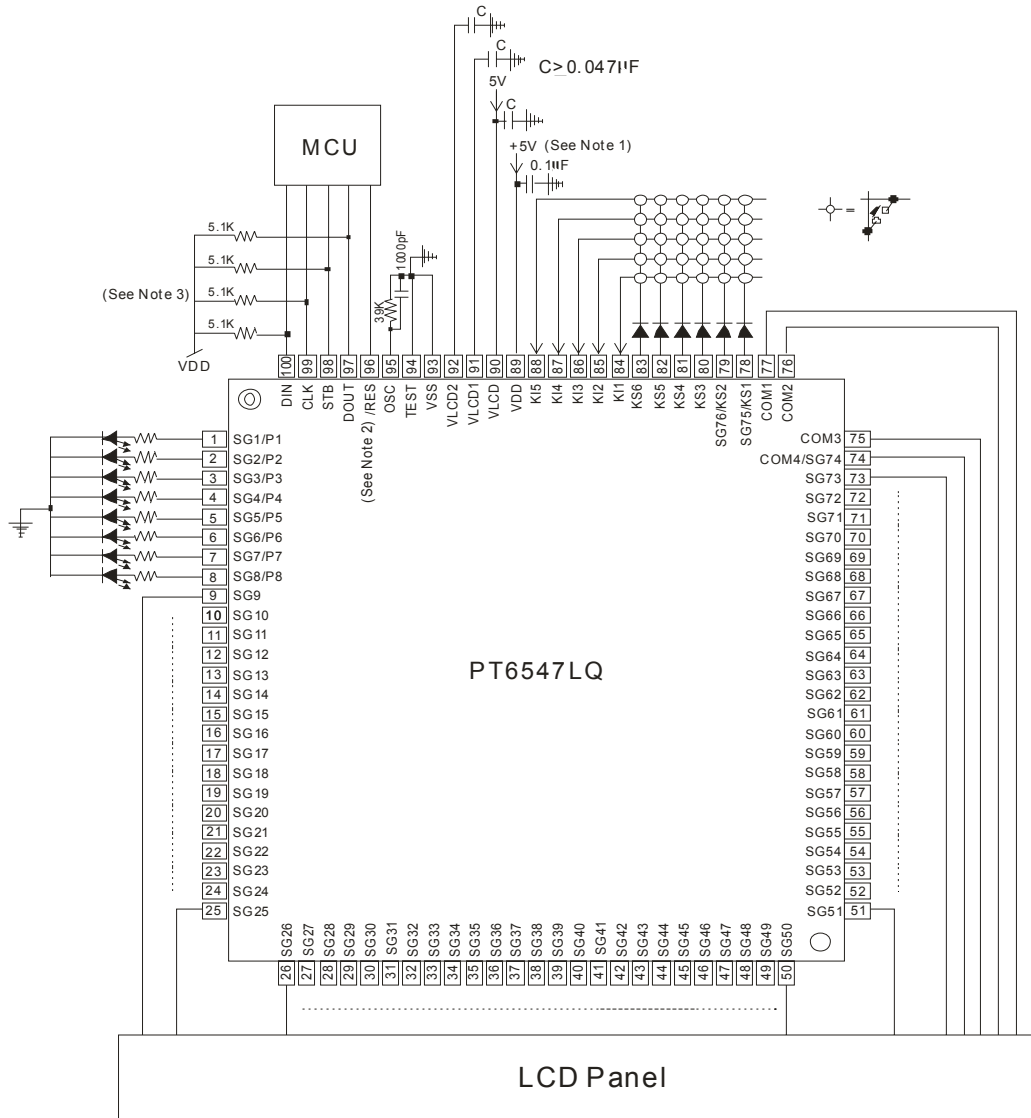 C
C
C≥0.047µF
5V
C
+5V (See Note 1)
0.1µF
MCU
5.1K
5.1K
5.1K
5.1K
(See Note 3)
VDD
39K
1000pF
=
100 99 98 97 96 95 94 93 92 91 90 89 88 87 86 85 84 83 82 81 80 79 78 77 76
DIN
CLK
STB
DOUT
(See Note 2) /RES
OSC
TEST
VSS
VLCD2
VLCD1
VLCD
VDD
KI5
KI4
KI3
KI2
KI1
KS6
KS5
KS4
KS3
SG76/KS2
SG75/KS1
COM1
COM2
1 SG1/P1
2 SG2/P2
3 SG3/P3
4 SG4/P4
5 SG5/P5
6 SG6/P6
7 SG7/P7
8 SG8/P8
9 SG9
10 SG10
11 SG11
12 SG12
13 SG13
14 SG14
15 SG15
16 SG16
17 SG17
18 SG18
19 SG19
20 SG20
21 SG21
22 SG22
23 SG23
24 SG24
25 SG25
PT6547LQ
COM3 75
COM4/SG74 74
SG73 73
SG72 72
SG71 71
SG70 70
SG69 69
SG68 68
SG67 67
SG66 66
SG65 65
SG64 64
SG63 63
SG62 62
SG61 61
SG60 60
SG59 59
SG58 58
SG57 57
SG56 56
SG55 55
SG54 54
SG53 53
SG52 52
SG51 51
SG26
SG27
SG28
SG29
SG30
SG31
SG32
SG33
SG34
SG35
SG36
SG37
SG38
SG39
SG40
SG41
SG42
SG43
SG44
SG45
SG46
SG47
SG48
SG49
SG50
26 27 28 29 30 31 32 33 34 35 36 37 38 39 40 41 42 43 44 45 46 47 48 49 50
LCD Panel